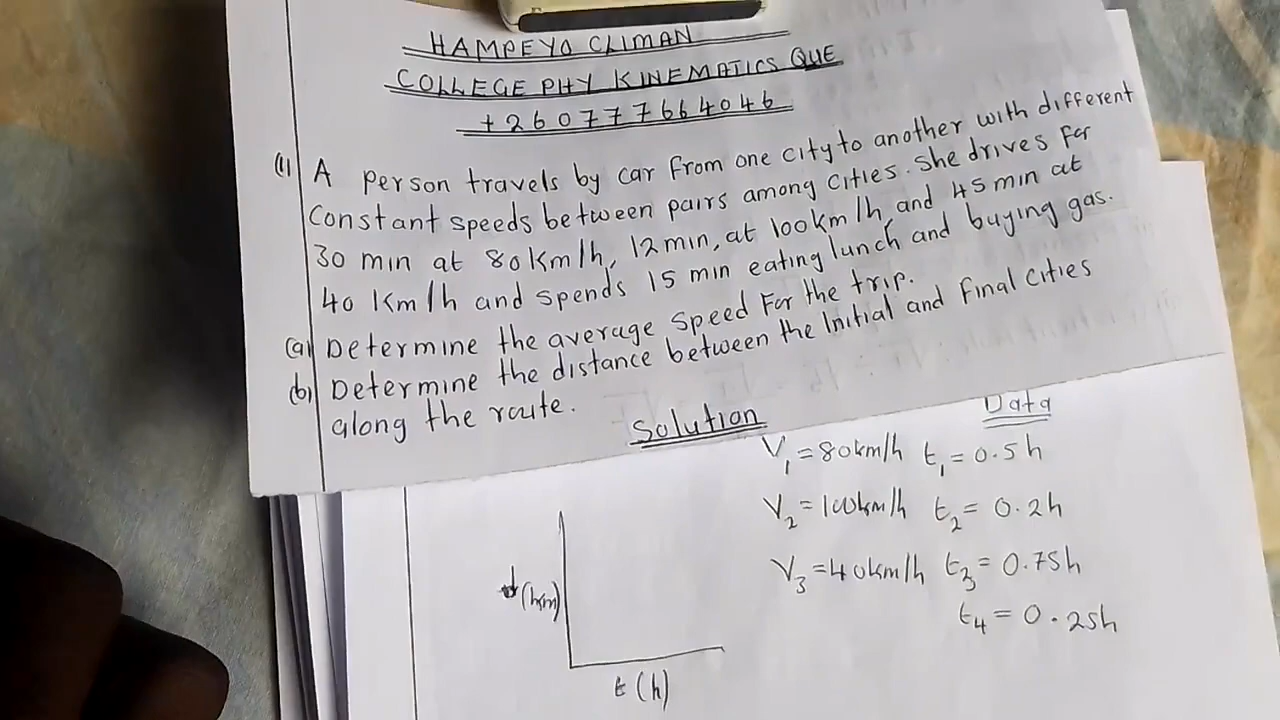 HAMPEYO CLIMAN
COLLEGE PHY KINEMATICS QUE
+260777664046
(1) A person travels by car from one city to another with different
constant speeds between pairs among cities. She drives for
30 min at 80km/h, 12min, at 100km/h, and 45min at
40 km/h and spends 15 min eating lunch and buying gas.
(a) Determine the average speed for the trip.
(b) Determine the distance between the Initial and final cities
along the route.
Solution
Data
V₁=80km/h t₁=0.5h
V₂=100km/h t₂=0.2h
V₃=40km/h t₃=0.75h
t₄=0.25h
d(km)
t(h)